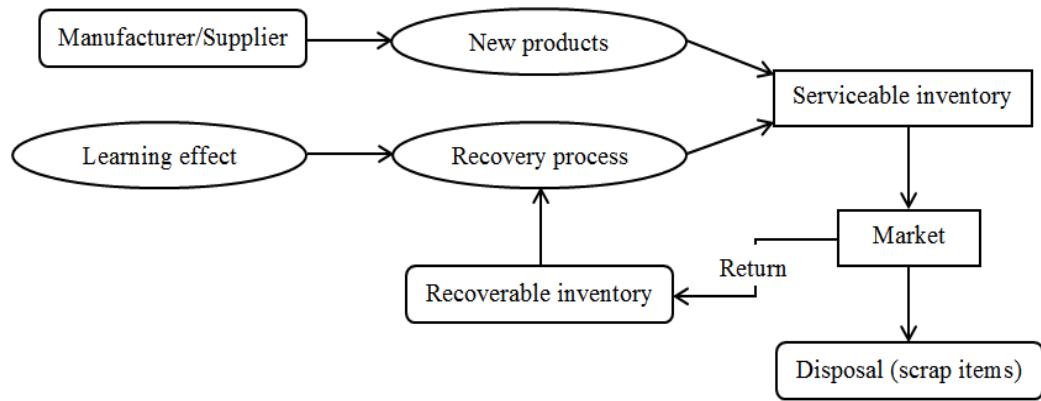 Manufacturer/Supplier
New products
Serviceable inventory
Learning effect
Recovery process
Market
Return
Recoverable inventory
Disposal (scrap items)